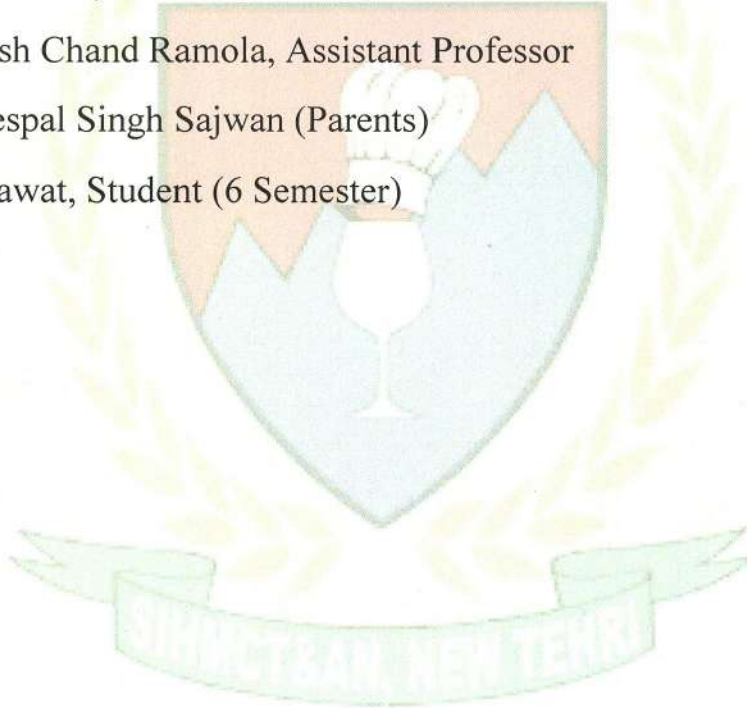 sh Chand Ramola, Assistant Professor
espal Singh Sajwan (Parents)
awat, Student (6 Semester)
SIHMCT&AN, NEW TEHRI